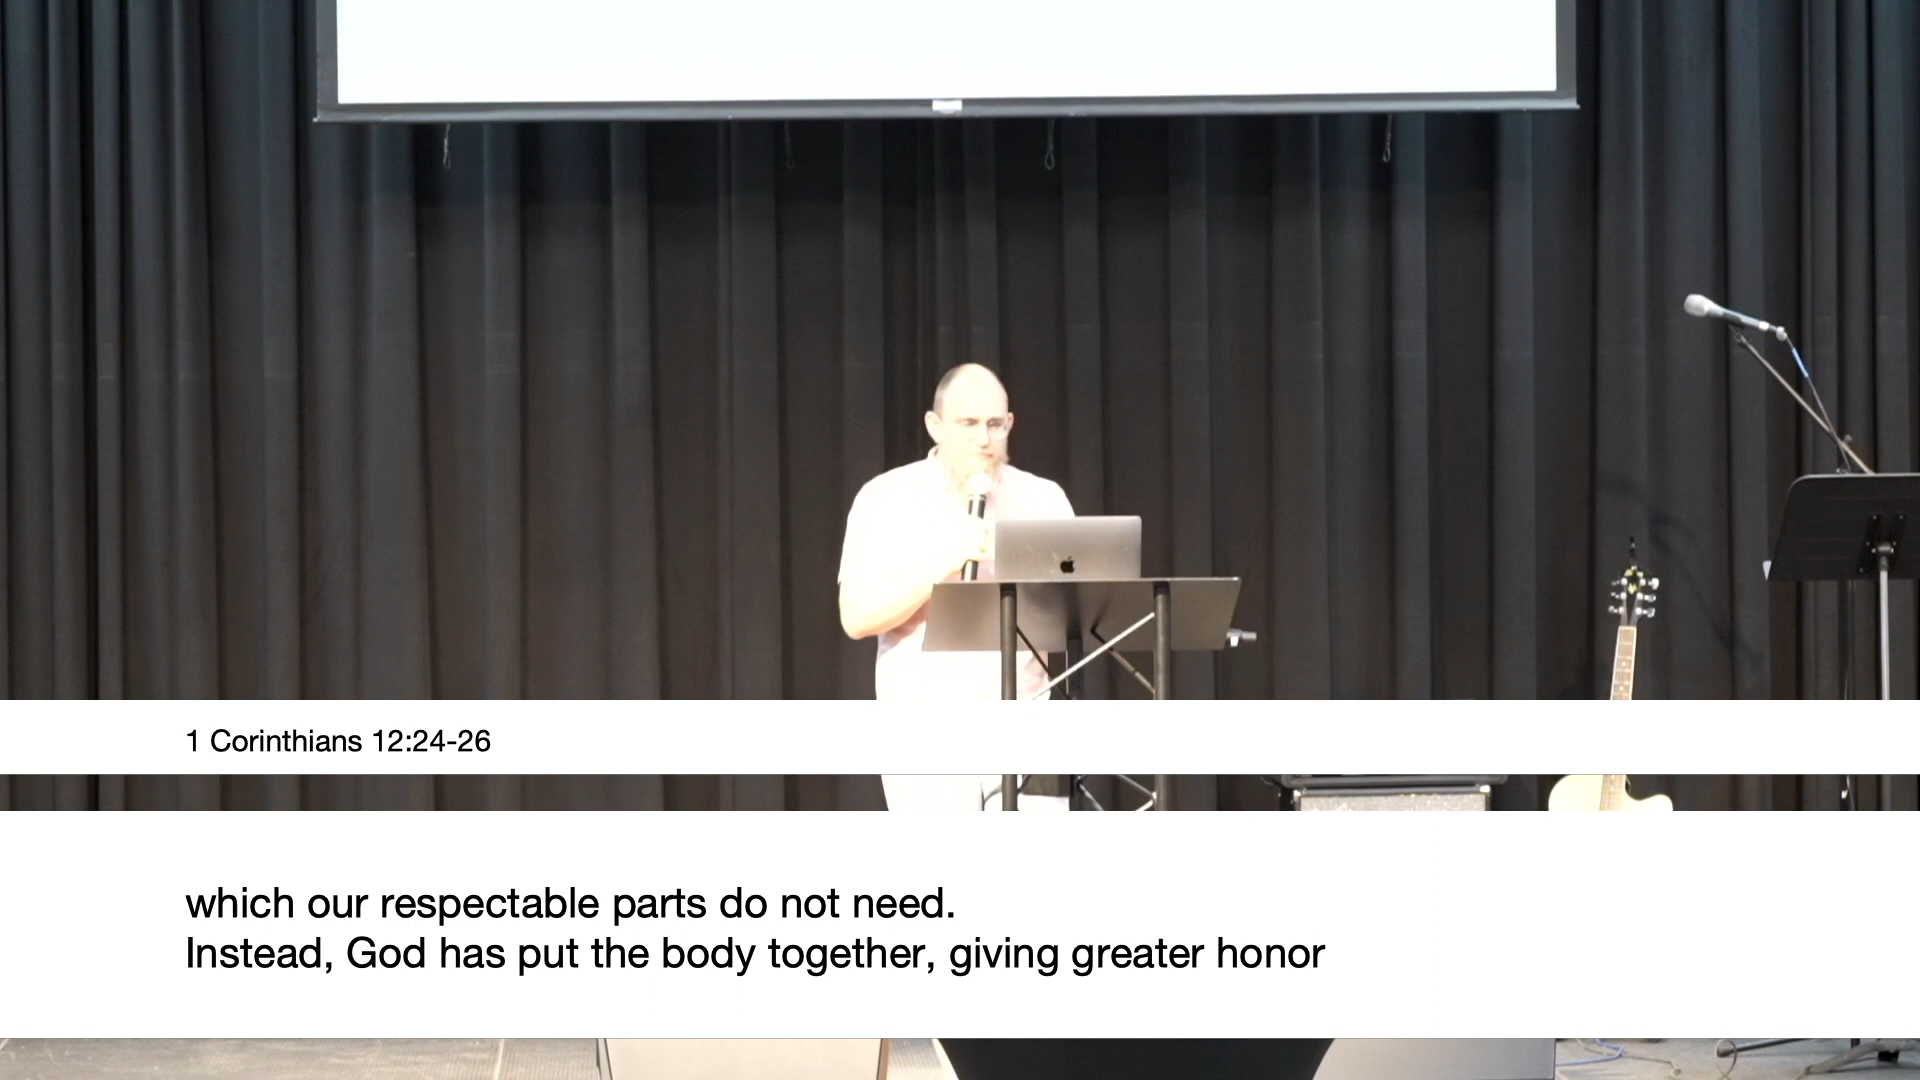 1 Corinthians 12:24-26
which our respectable parts do not need.
Instead, God has put the body together, giving greater honor